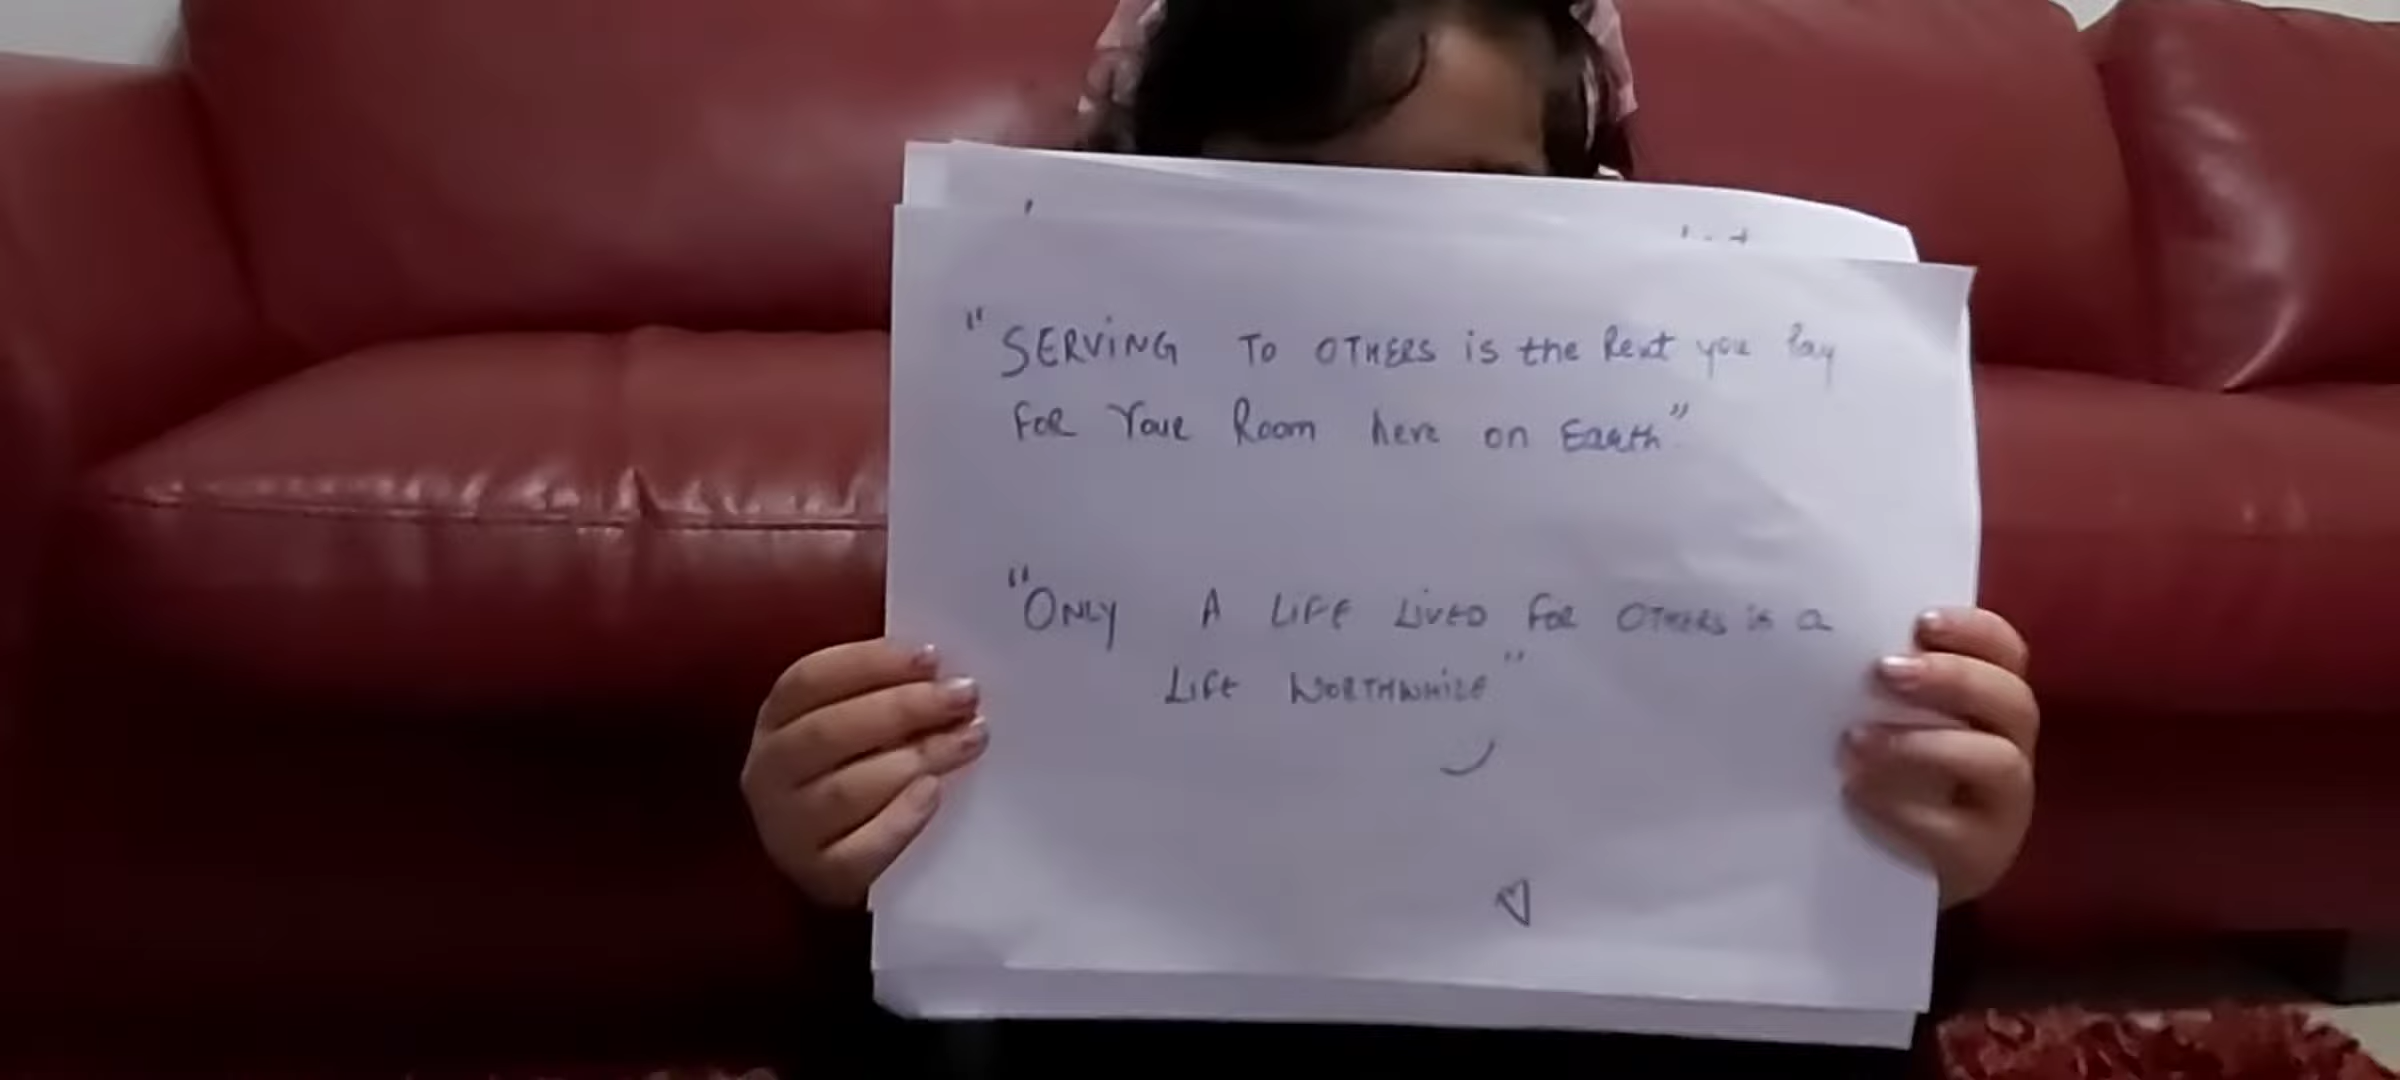 "SERVING TO OTHERS is the Rent you Pay
FOR Your Room here on Earth"
"ONLY A LIFE LIVED FOR OTHERS is a
LIFE WORTHWHILE"